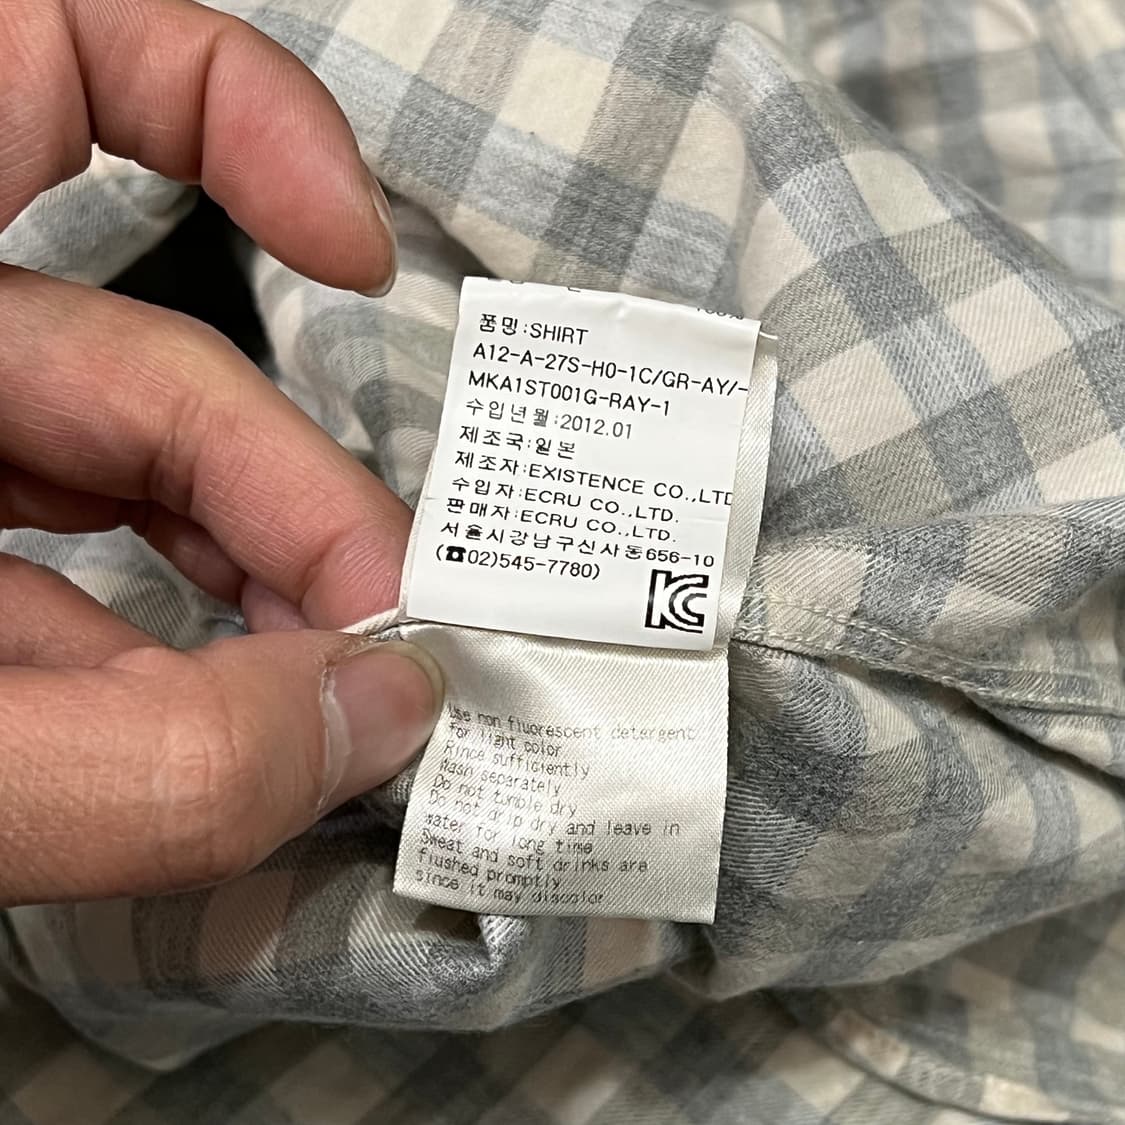 100%
품명:SHIRT
A12-A-27S-H0-1C/GR-AY/-
MKA1ST001G-RAY-1
수입년월:2012.01
제조국:일본
제조자:EXISTENCE CO.,LTD
수입자:ECRU CO.,LTD.
판매자:ECRU CO.,LTD.
서울시강남구신사동656-10
(☎02)545-7780)
KC
Use non fluorescent detergent
for light color
Rince sufficiently
Wash separately
Do not tumble dry
Do not drip dry and leave in
water for long time
Sweat and soft drinks are
flushed promptly
since it may discolor